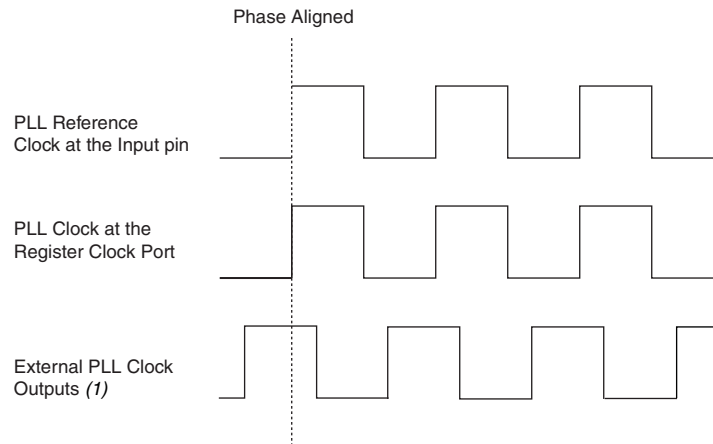 Phase Aligned
PLL Reference
Clock at the Input pin
PLL Clock at the
Register Clock Port
External PLL Clock
Outputs (1)